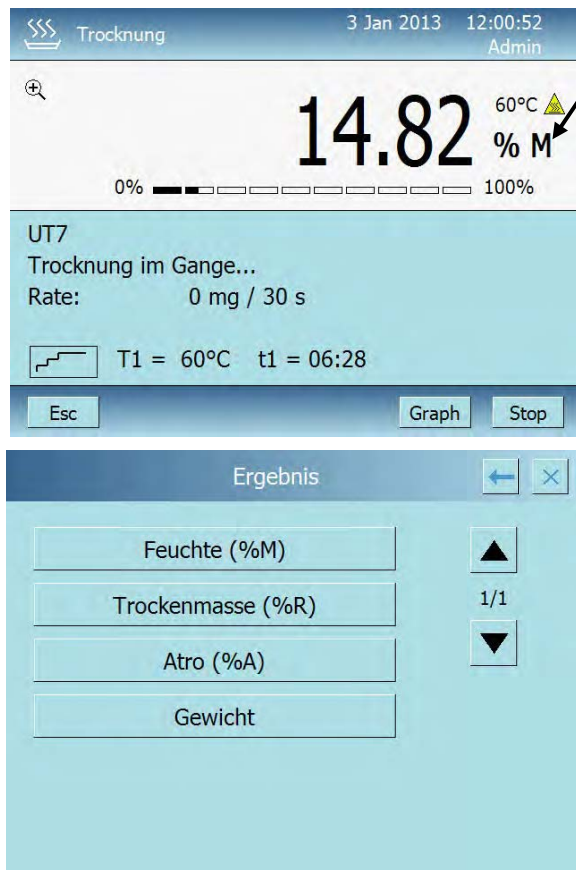 Trocknung 3 Jan 2013 12:00:52
Admin
14.82 60°C
% M
0% 100%
UT7
Trocknung im Gange...
Rate: 0 mg / 30 s
T1 = 60°C t1 = 06:28
Esc Graph Stop
Ergebnis
Feuchte (%M)
Trockenmasse (%R)
1/1
Atro (%A)
Gewicht